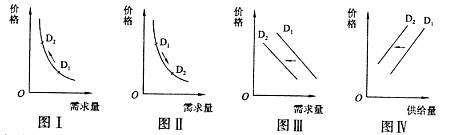 价格 D₂ D₁ O 需求量
图Ⅰ
价格 D₁ D₂ O 需求量
图Ⅱ
价格 D₂ D₁ O 需求量
图Ⅲ
价格 D₂ D₁ O 供给量
图Ⅳ